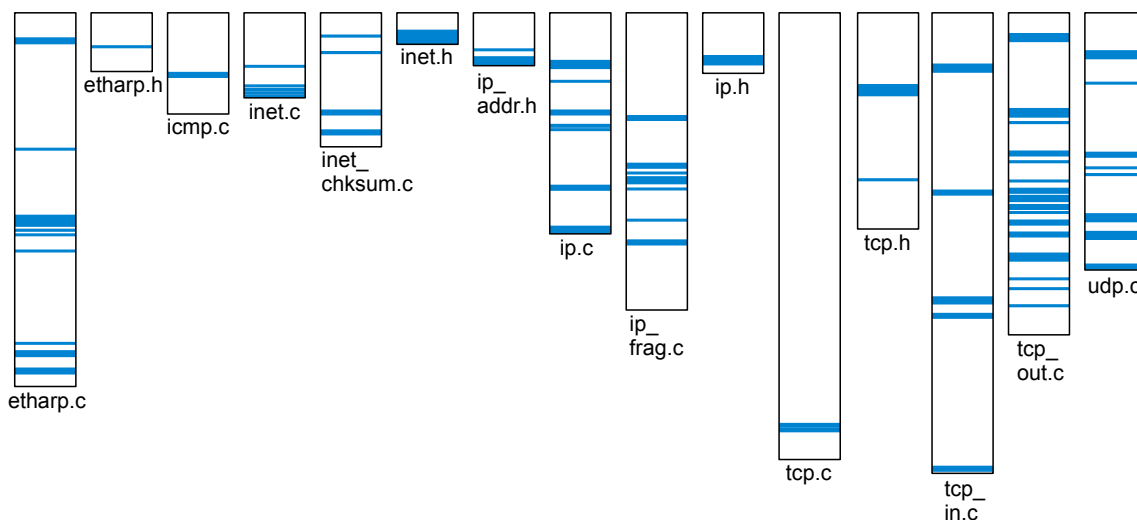 etharp.c
etharp.h
icmp.c
inet.c
inet_
chksum.c
inet.h
ip_
addr.h
ip.c
ip_
frag.c
ip.h
tcp.c
tcp.h
tcp_
in.c
tcp_
out.c
udp.c